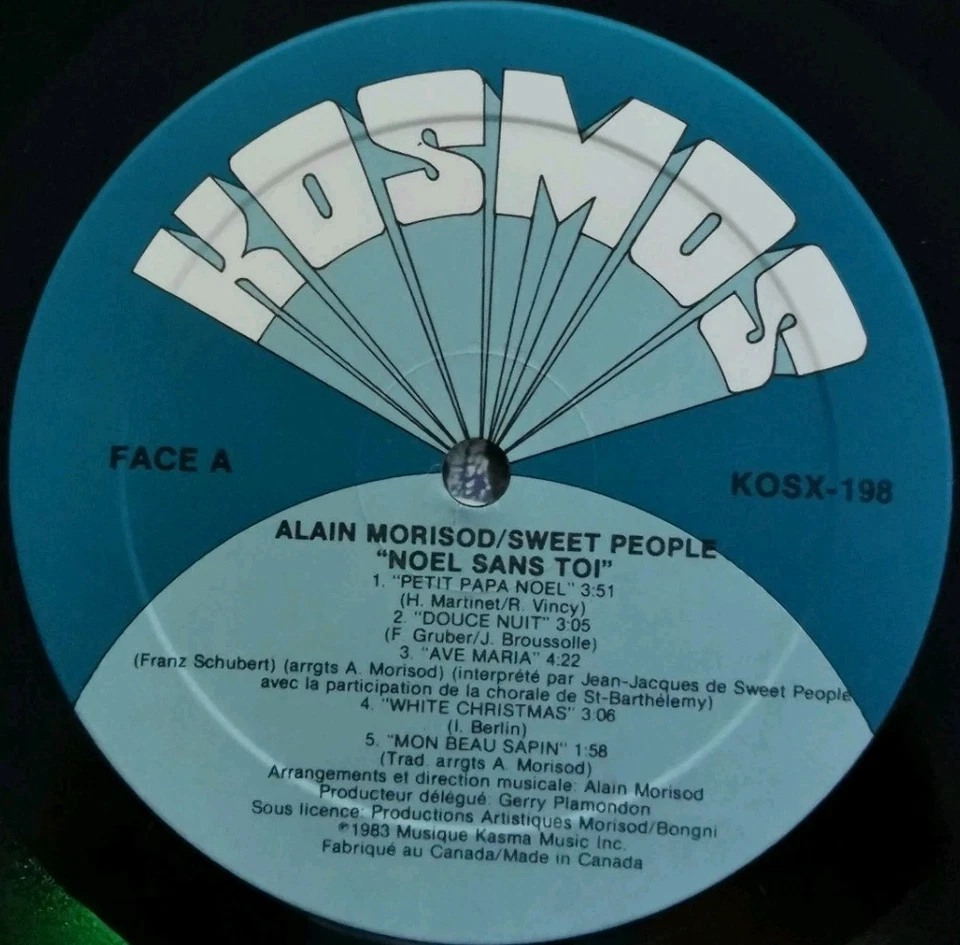 KOSMOS
FACE A
KOSX-198
ALAIN MORISOD/SWEET PEOPLE
"NOEL SANS TOI"
1. "PETIT PAPA NOEL" 3:51
(H. Martinet/R. Vincy)
2. "DOUCE NUIT" 3:05
(F. Gruber/J. Broussolle)
3. "AVE MARIA" 4:22
(Franz Schubert) (arrgts A. Morisod) (interprété par Jean-Jacques de Sweet People
avec la participation de la chorale de St-Barthélemy)
4. "WHITE CHRISTMAS" 3:06
(I. Berlin)
5. "MON BEAU SAPIN" 1:58
(Trad. arrgts A. Morisod)
Arrangements et direction musicale: Alain Morisod
Producteur délégué: Gerry Plamondon
Sous licence: Productions Artistiques Morisod/Bongni
℗1983 Musique Kasma Music Inc.
Fabriqué au Canada/Made in Canada